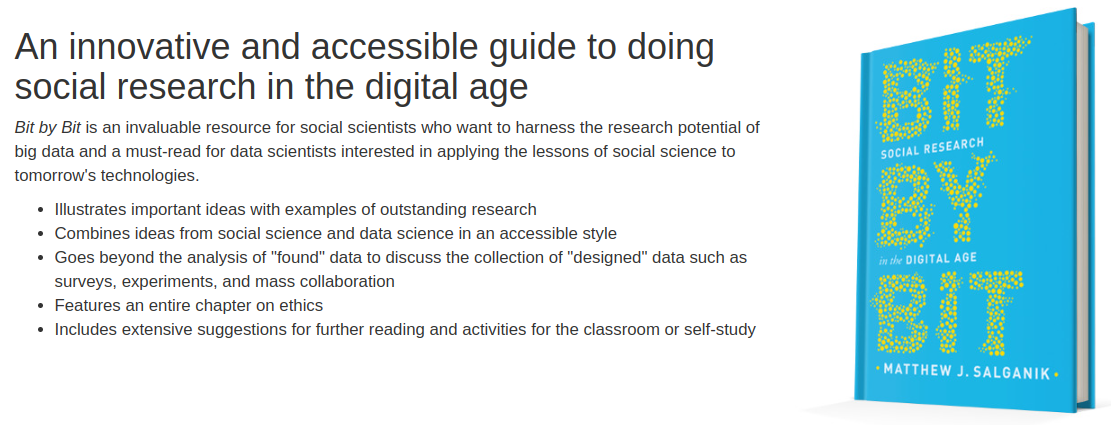 An innovative and accessible guide to doing
social research in the digital age
Bit by Bit is an invaluable resource for social scientists who want to harness the research potential of
big data and a must-read for data scientists interested in applying the lessons of social science to
tomorrow's technologies.
• Illustrates important ideas with examples of outstanding research
• Combines ideas from social science and data science in an accessible style
• Goes beyond the analysis of "found" data to discuss the collection of "designed" data such as
surveys, experiments, and mass collaboration
• Features an entire chapter on ethics
• Includes extensive suggestions for further reading and activities for the classroom or self-study
BIT
SOCIAL RESEARCH
BY
in the DIGITAL AGE
BIT
• MATTHEW J. SALGANIK •